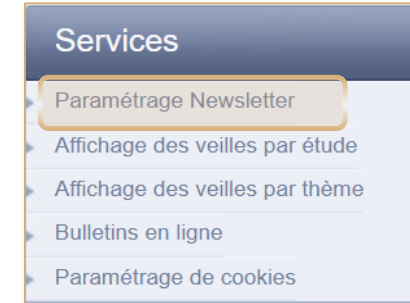 Services
Paramétrage Newsletter
Affichage des veilles par étude
Affichage des veilles par thème
Bulletins en ligne
Paramétrage de cookies